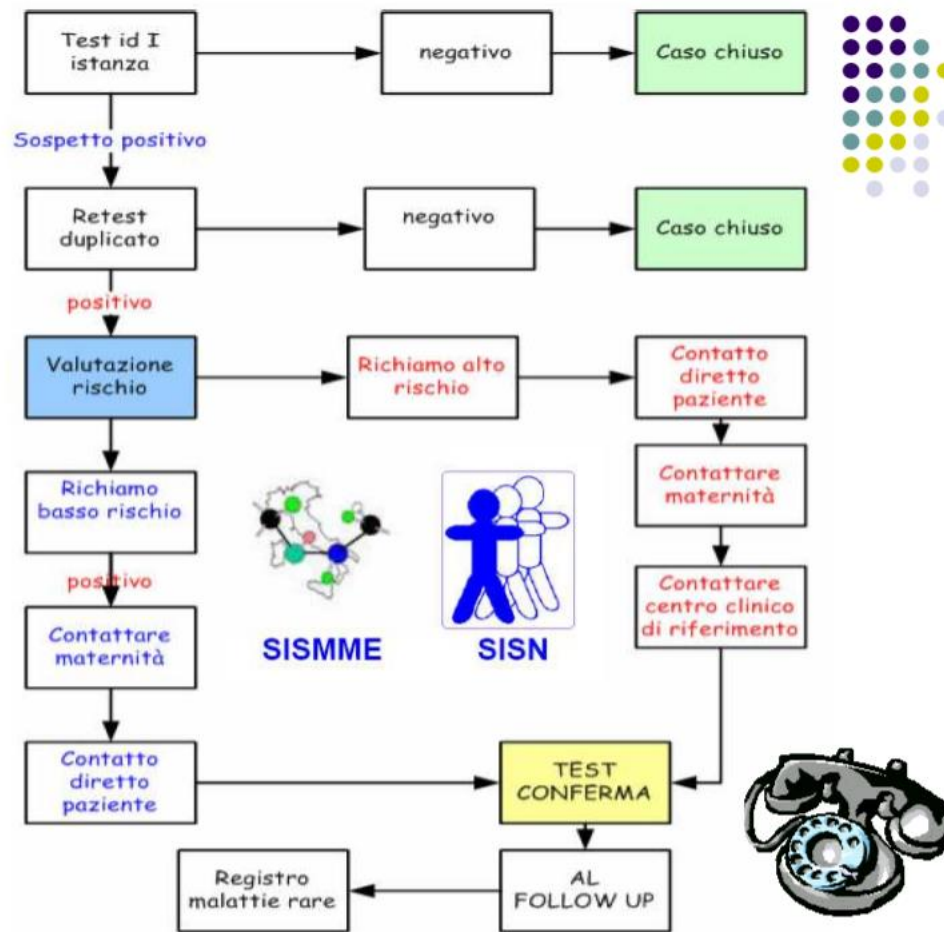 Test id I
istanza
negativo
Caso chiuso
Sospetto positivo
Retest
duplicato
negativo
Caso chiuso
positivo
Valutazione
rischio
Richiamo alto
rischio
Contatto
diretto
paziente
Richiamo
basso rischio
Contattare
maternità
positivo
Contattare
maternità
SISMME
SISN
Contattare
centro clinico
di riferimento
Contatto
diretto
paziente
TEST
CONFERMA
Registro
malattie rare
AL
FOLLOW UP